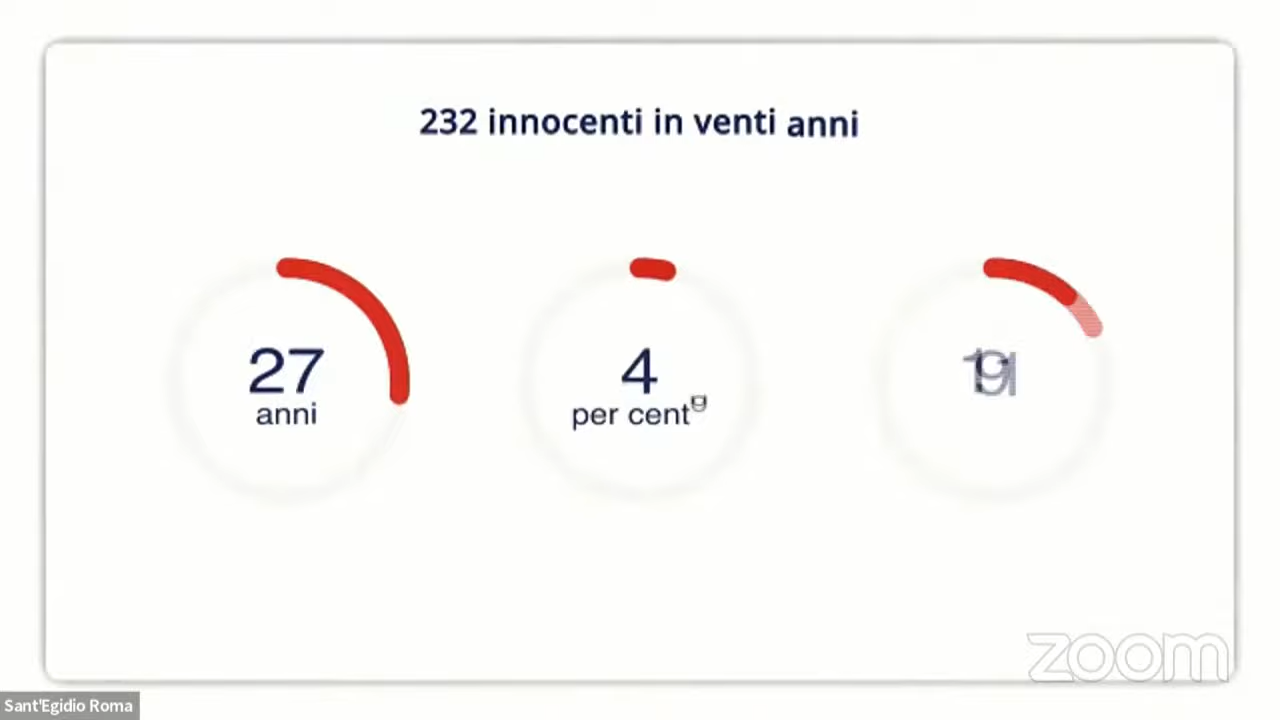 232 innocenti in venti anni
27
anni
4
per cent
zoom
Sant'Egidio Roma